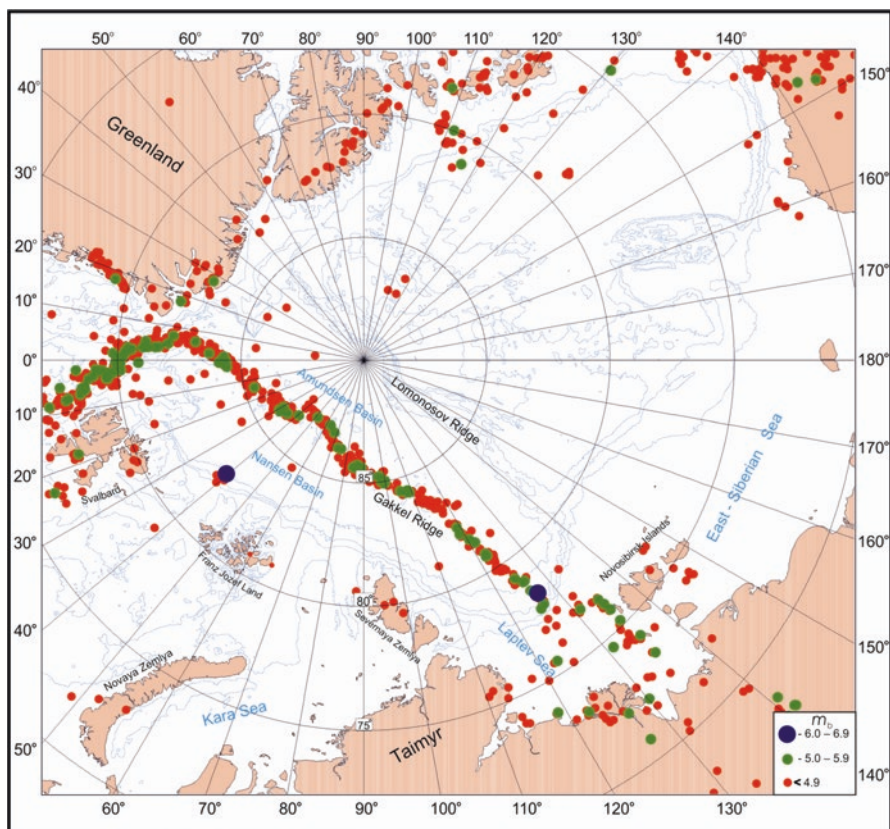 50° 60° 70° 80° 90° 100° 110° 120° 130° 140°
40°
30°
20°
10°
0°
10°
20°
30°
40°
50°
150°
160°
170°
180°
170°
160°
150°
140°
60° 70° 80° 90° 100° 110° 120° 130°
Greenland
Amundsen Basin
Lomonosov Ridge
Nansen Basin
85
Gakkel Ridge
Svalbard
Franz Jozef Land
80
Severnaya Zemlya
Novosibirsk Islands
East - Siberian Sea
Laptev Sea
Novaya Zemlya
Kara Sea
75
Taimyr
mb
- 6.0 – 6.9
- 5.0 – 5.9
< 4.9